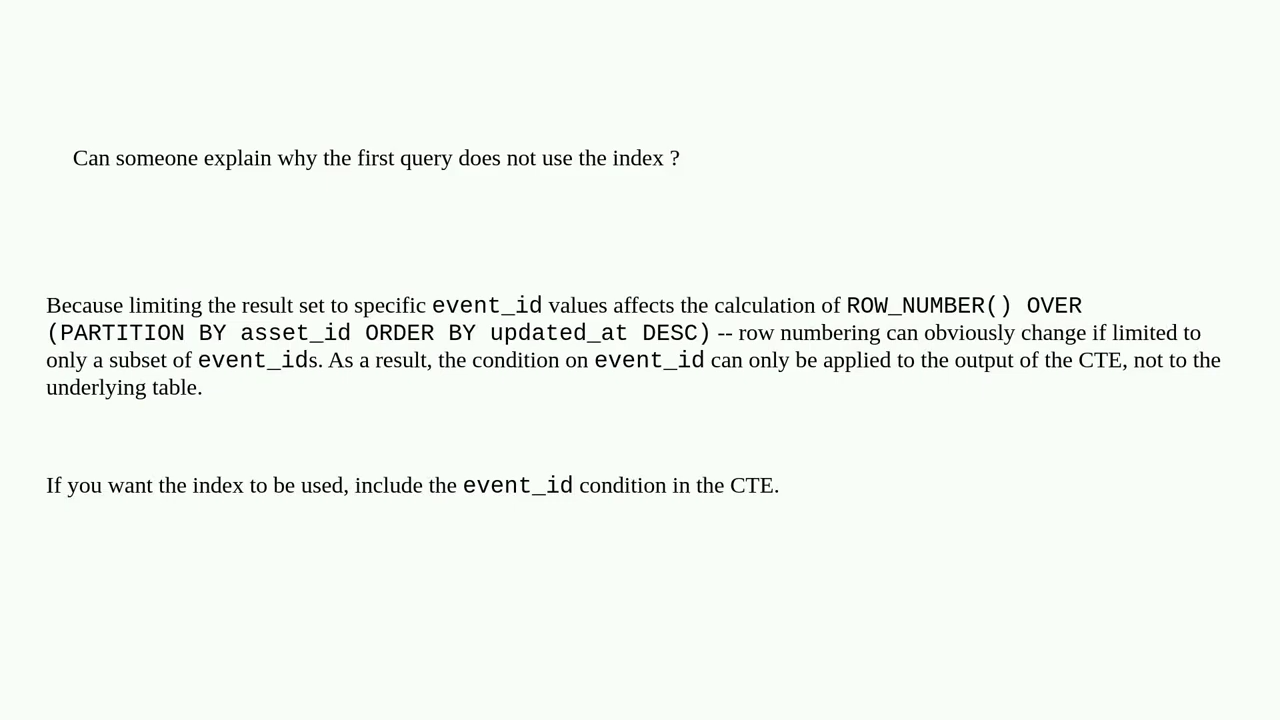 Can someone explain why the first query does not use the index ?
Because limiting the result set to specific event_id values affects the calculation of ROW_NUMBER() OVER
(PARTITION BY asset_id ORDER BY updated_at DESC) -- row numbering can obviously change if limited to
only a subset of event_ids. As a result, the condition on event_id can only be applied to the output of the CTE, not to the
underlying table.
If you want the index to be used, include the event_id condition in the CTE.